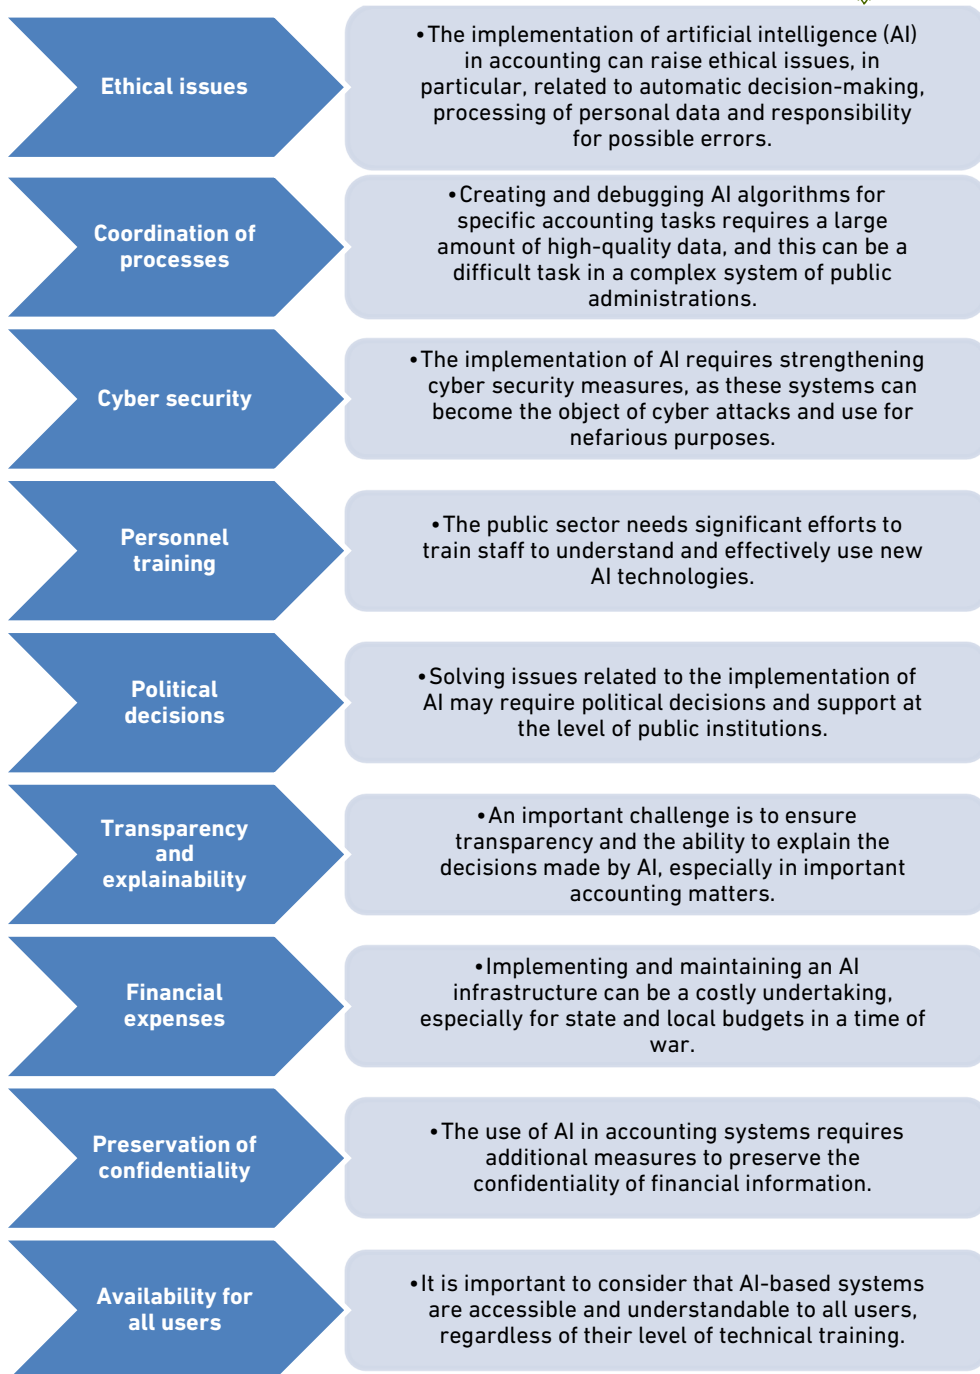 Ethical issues
•The implementation of artificial intelligence (AI)
in accounting can raise ethical issues, in
particular, related to automatic decision-making,
processing of personal data and responsibility
for possible errors.
Coordination of
processes
•Creating and debugging AI algorithms for
specific accounting tasks requires a large
amount of high-quality data, and this can be a
difficult task in a complex system of public
administrations.
Cyber security
•The implementation of AI requires strengthening
cyber security measures, as these systems can
become the object of cyber attacks and use for
nefarious purposes.
Personnel
training
•The public sector needs significant efforts to
train staff to understand and effectively use new
AI technologies.
Political
decisions
•Solving issues related to the implementation of
AI may require political decisions and support at
the level of public institutions.
Transparency
and
explainability
•An important challenge is to ensure
transparency and the ability to explain the
decisions made by AI, especially in important
accounting matters.
Financial
expenses
•Implementing and maintaining an AI
infrastructure can be a costly undertaking,
especially for state and local budgets in a time of
war.
Preservation of
confidentiality
•The use of AI in accounting systems requires
additional measures to preserve the
confidentiality of financial information.
Availability for
all users
•It is important to consider that AI-based systems
are accessible and understandable to all users,
regardless of their level of technical training.